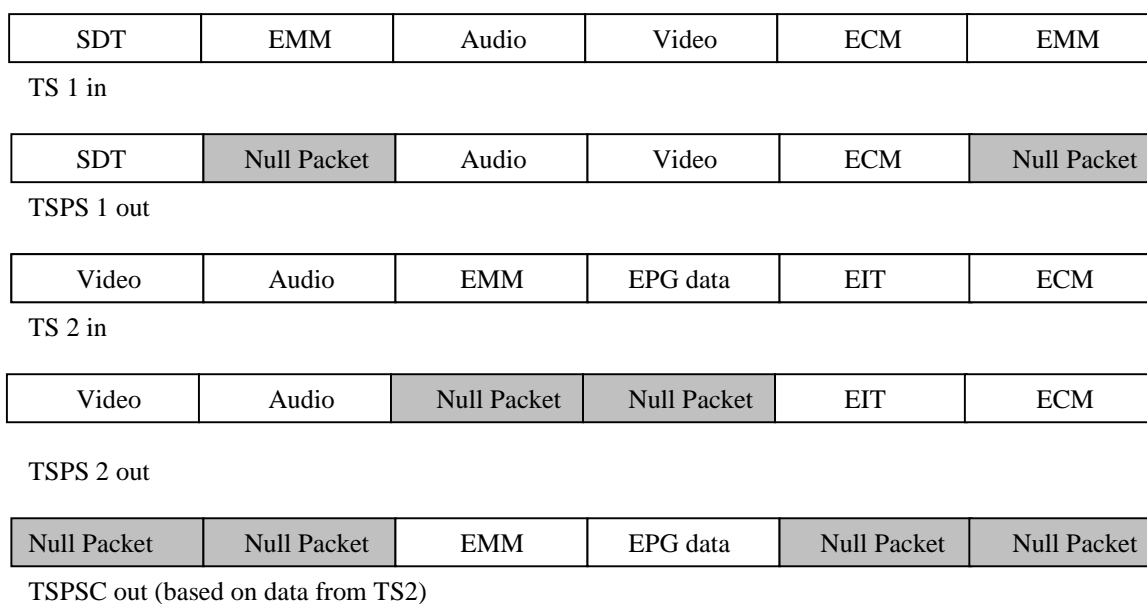 SDT EMM Audio Video ECM EMM
TS 1 in
SDT Null Packet Audio Video ECM Null Packet
TSPS 1 out
Video Audio EMM EPG data EIT ECM
TS 2 in
Video Audio Null Packet Null Packet EIT ECM
TSPS 2 out
Null Packet Null Packet EMM EPG data Null Packet Null Packet
TSPSC out (based on data from TS2)